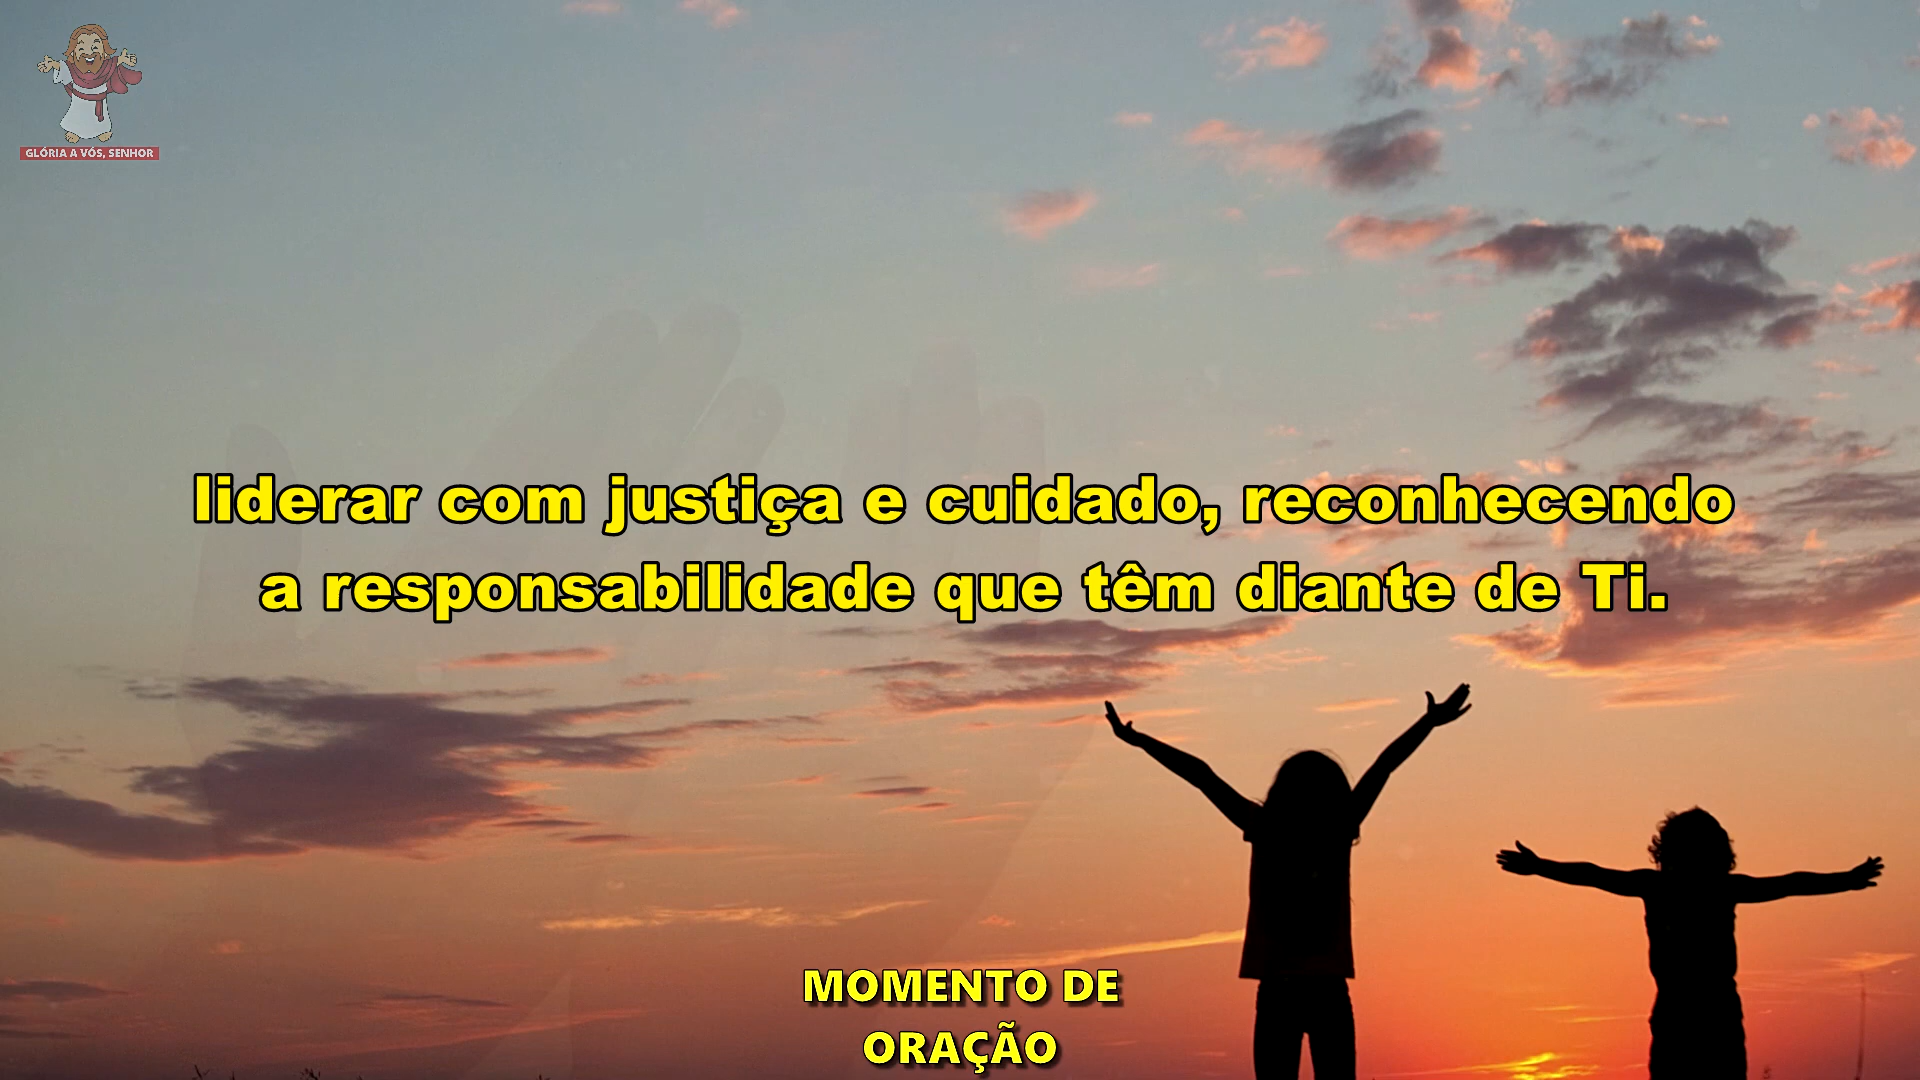 GLÓRIA A VÓS, SENHOR
liderar com justiça e cuidado, reconhecendo
a responsabilidade que têm diante de Ti.
MOMENTO DE
ORAÇÃO